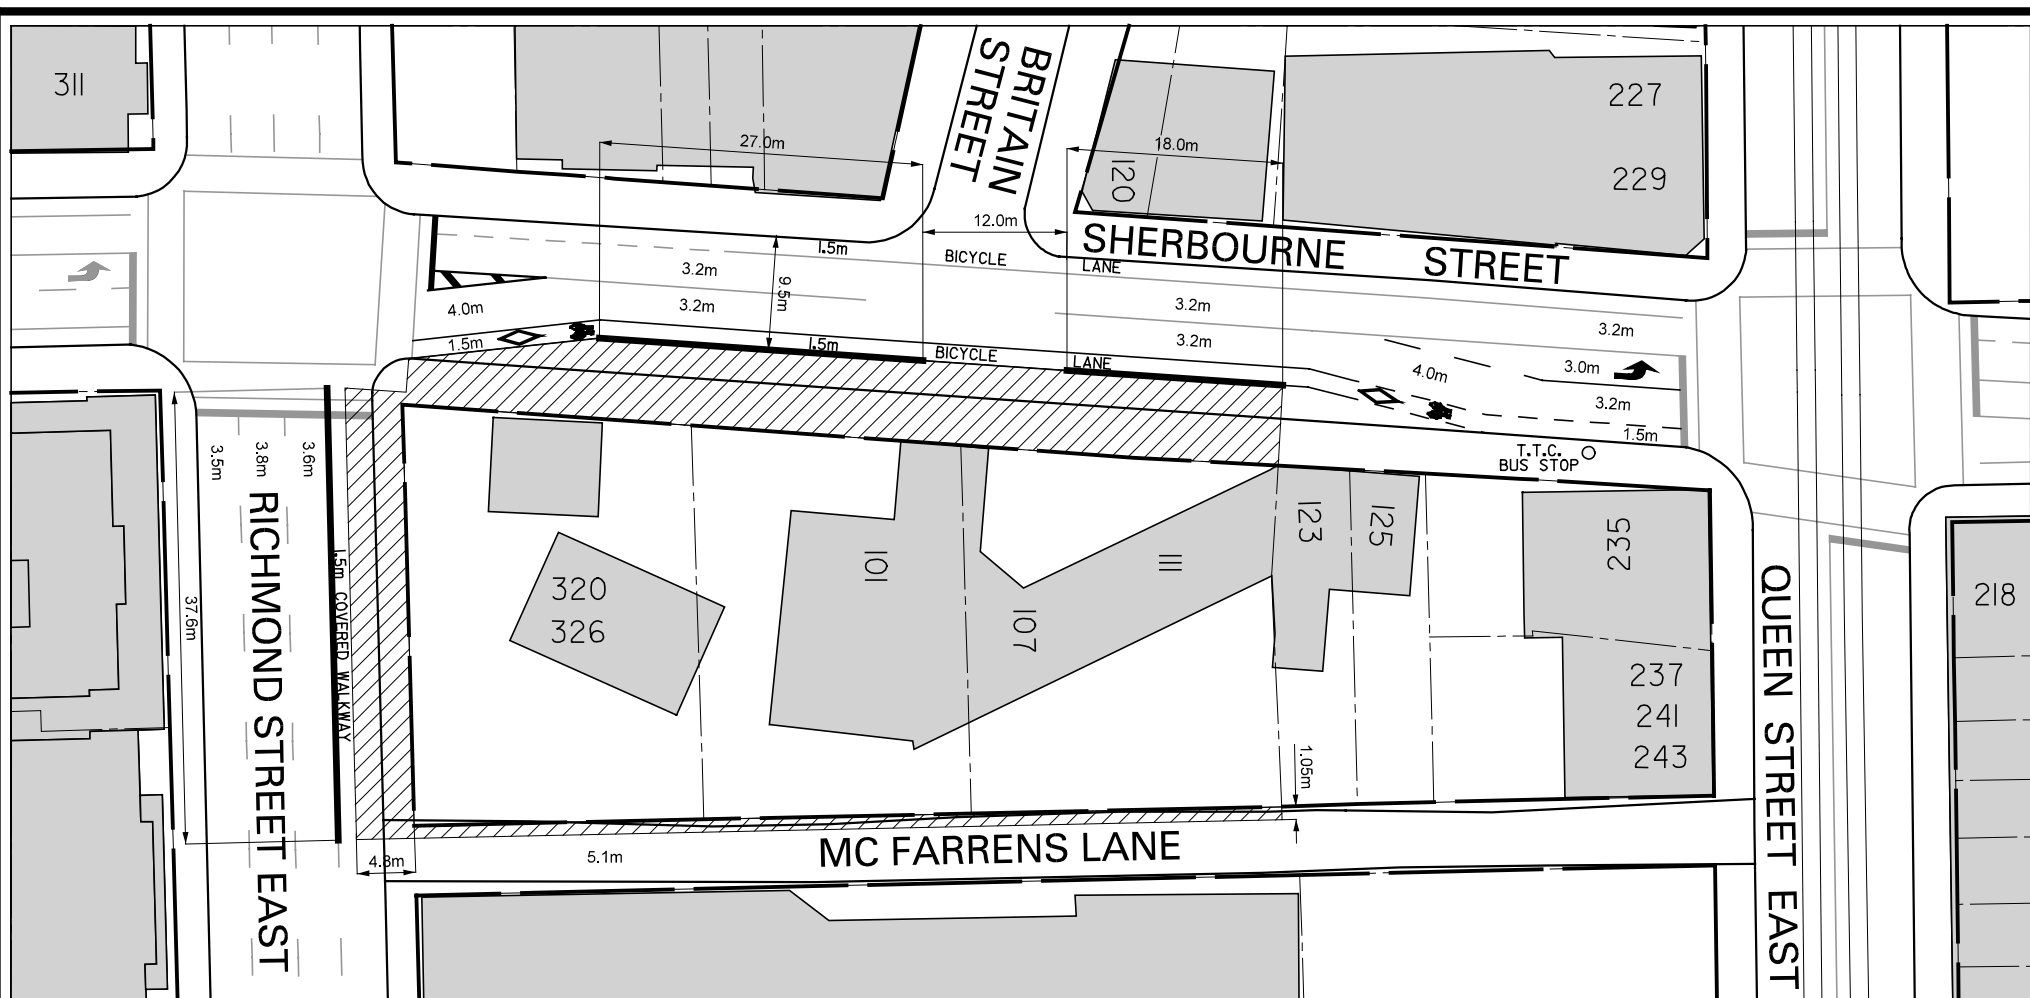 311
BRITAIN
STREET
227
229
27.0m
18.0m
120
12.0m
SHERBOURNE STREET
1.5m
BICYCLE LANE
3.2m
9.5m
4.0m
3.2m
3.2m
3.2m
3.2m
1.5m
1.5m
BICYCLE LANE
4.0m
3.0m
3.2m
1.5m
T.T.C.
BUS STOP
3.5m
3.8m
3.6m
37.6m
RICHMOND STREET EAST
1.5m COVERED WALKWAY
320
326
101
107
111
123
125
235
237
241
243
218
QUEEN STREET EAST
1.05m
4.8m
5.1m
MC FARRENS LANE